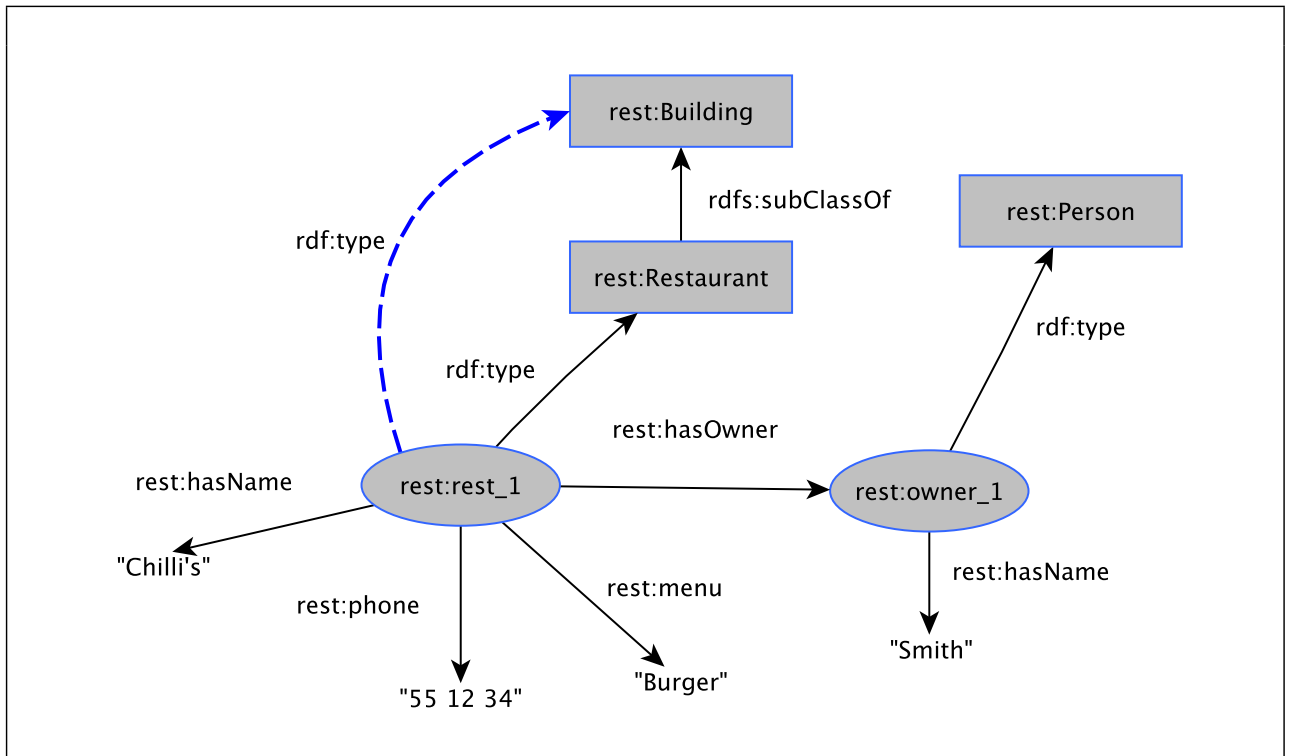 rest:Building
rdfs:subClassOf
rest:Person
rdf:type
rest:Restaurant
rdf:type
rdf:type
rest:hasOwner
rest:hasName
rest:rest_1
rest:owner_1
"Chilli's"
rest:hasName
rest:menu
rest:phone
"Smith"
"Burger"
"55 12 34"